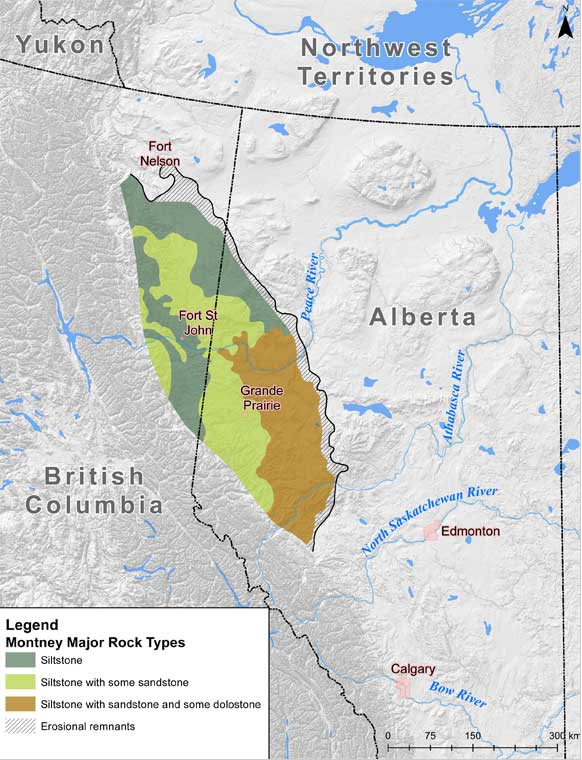 Yukon
Northwest
Territories
N
Fort
Nelson
Peace River
Fort St
John
Alberta
Grande
Prairie
Athabasca River
British
Columbia
North Saskatchewan River
Edmonton
Calgary
Bow River
Legend
Montney Major Rock Types
Siltstone
Siltstone with some sandstone
Siltstone with sandstone and some dolostone
Erosional remnants
0 75 150 225 300 km